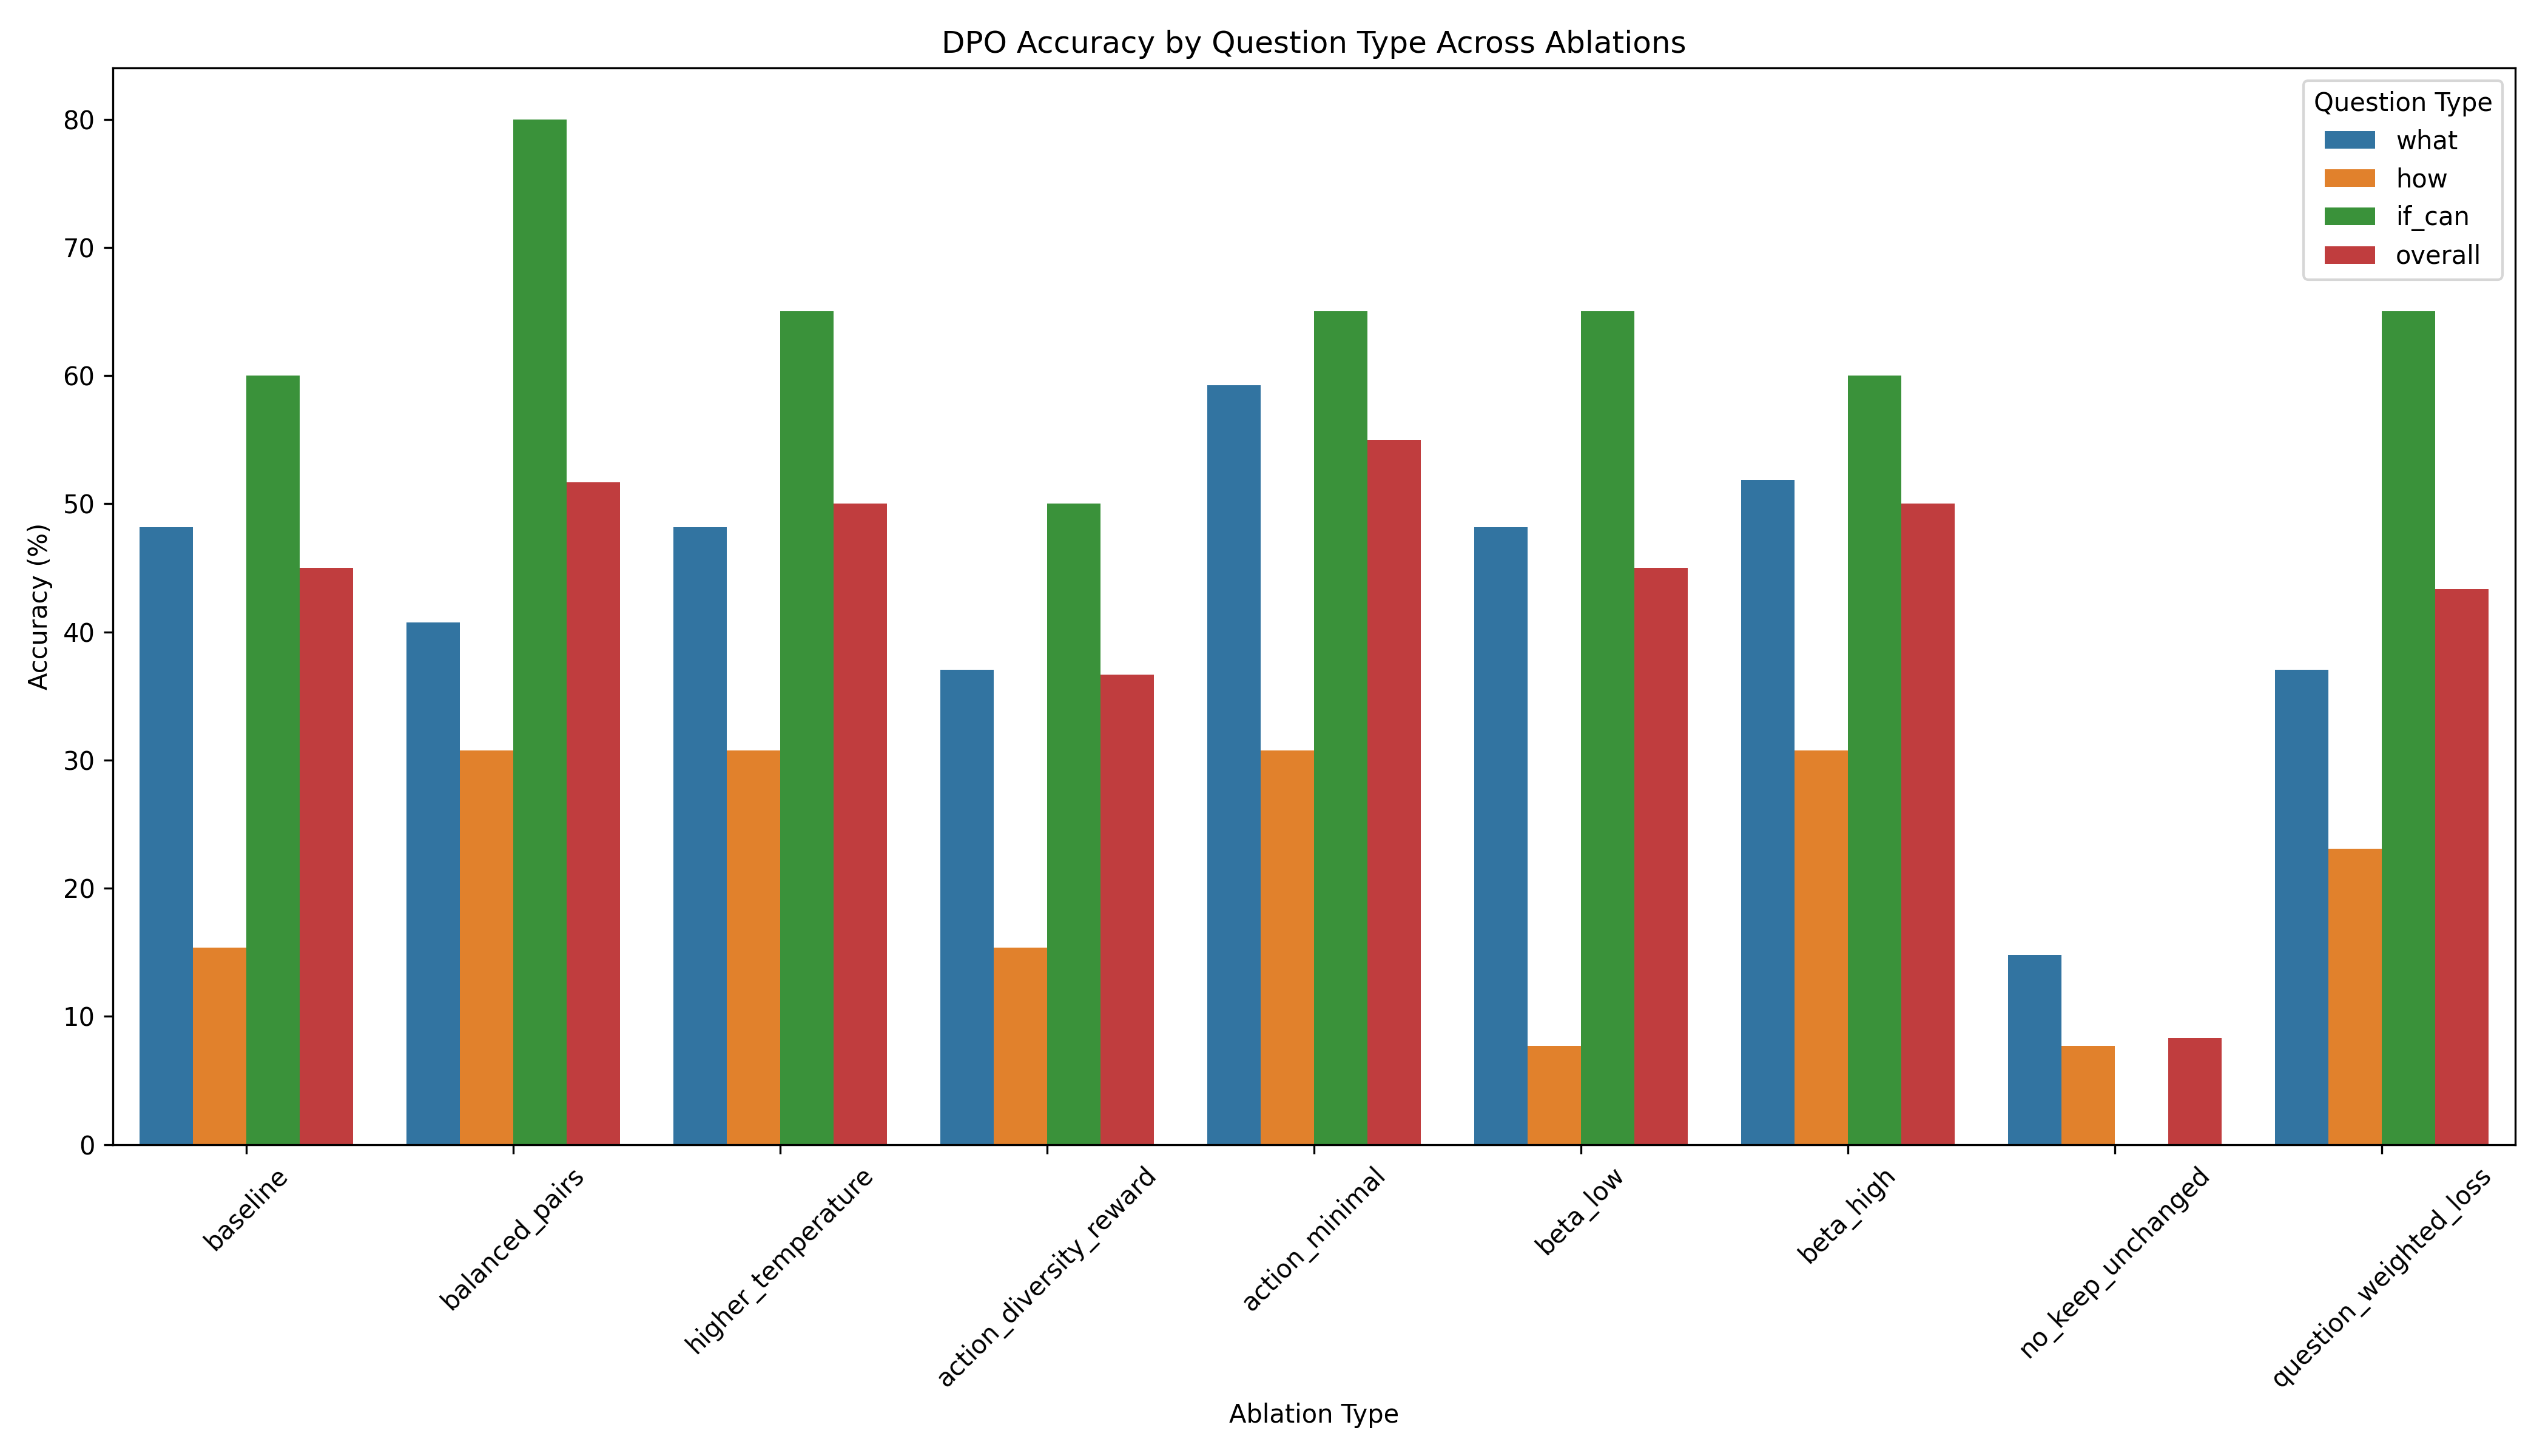 DPO Accuracy by Question Type Across Ablations
Question Type
what
how
if_can
overall
Accuracy (%)
80
70
60
50
40
30
20
10
0
baseline
balanced_pairs
higher_temperature
action_diversity_reward
action_minimal
beta_low
beta_high
no_keep_unchanged
question_weighted_loss
Ablation Type